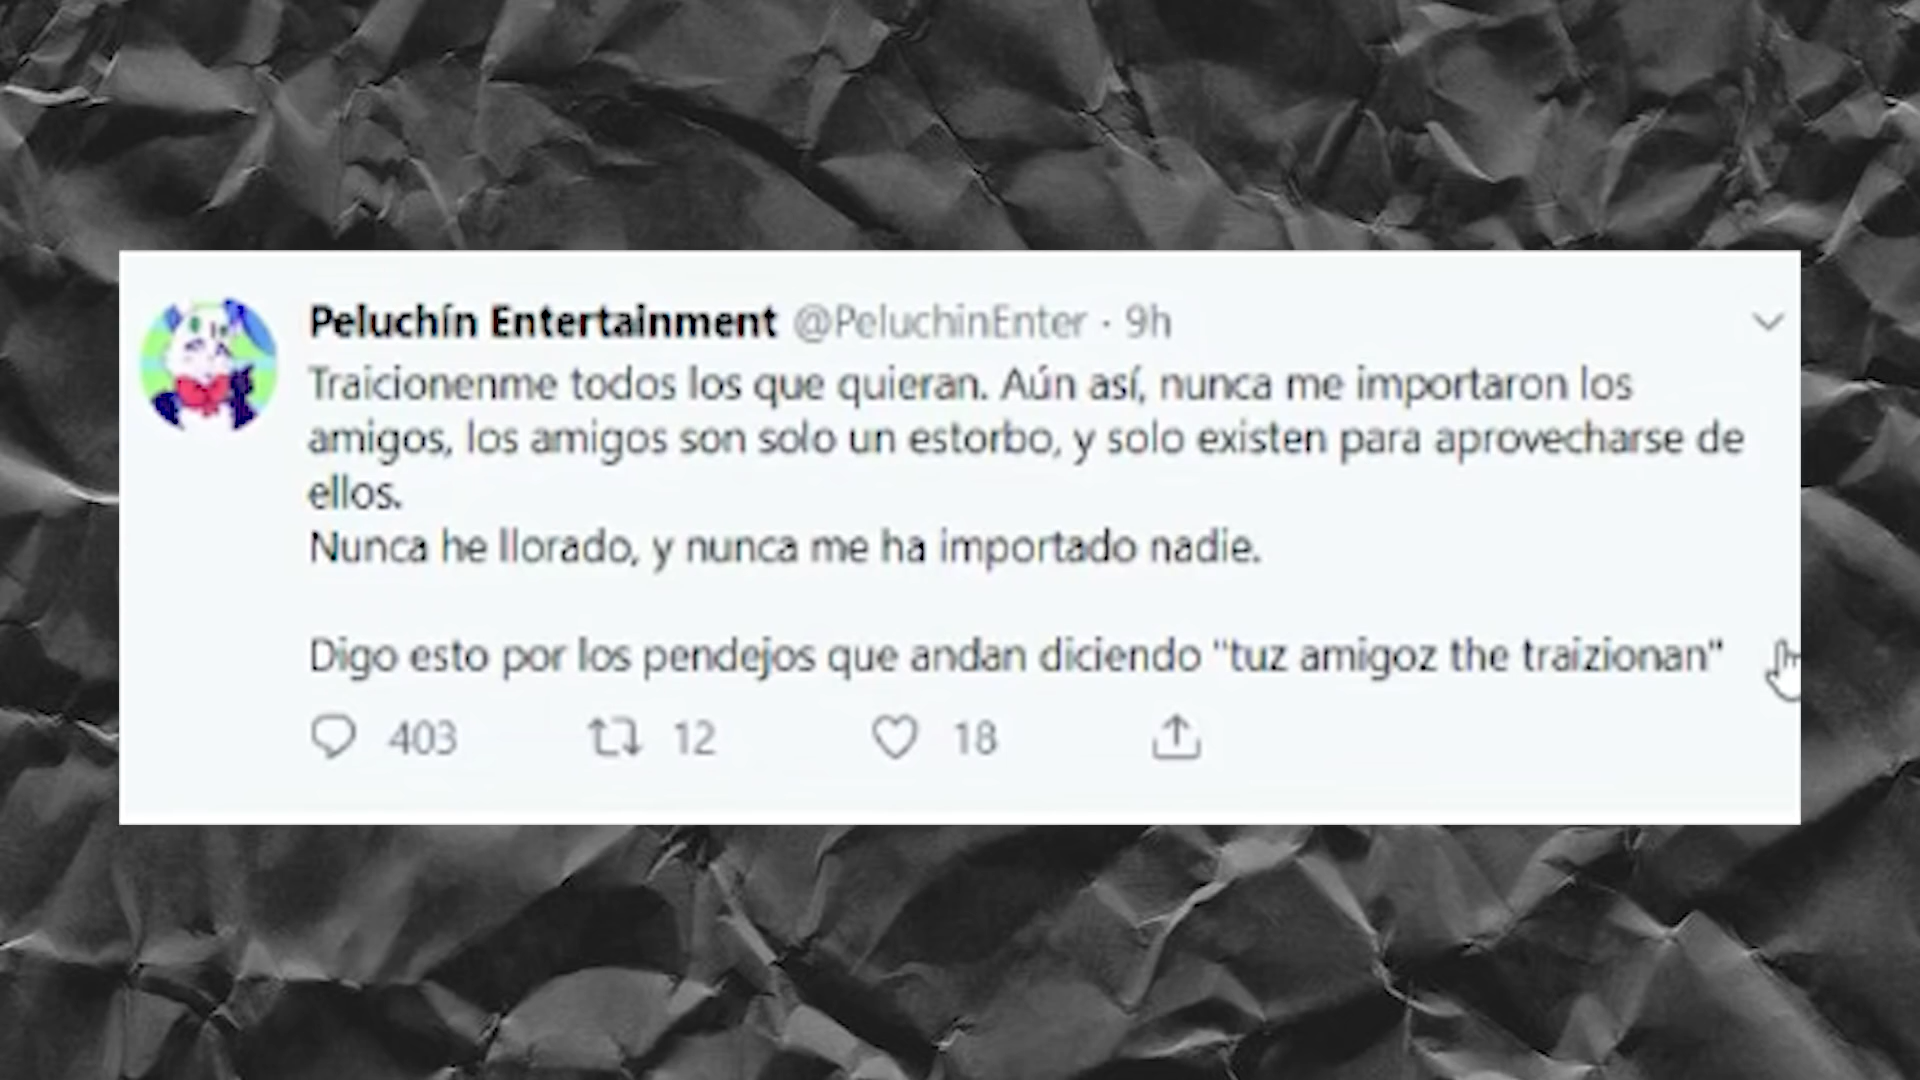 Peluchín Entertainment @PeluchinEnter · 9h
Traicionenme todos los que quieran. Aún así, nunca me importaron los
amigos, los amigos son solo un estorbo, y solo existen para aprovecharse de
ellos.
Nunca he llorado, y nunca me ha importado nadie.
Digo esto por los pendejos que andan diciendo "tuz amigoz the traizionan"
403 12 18